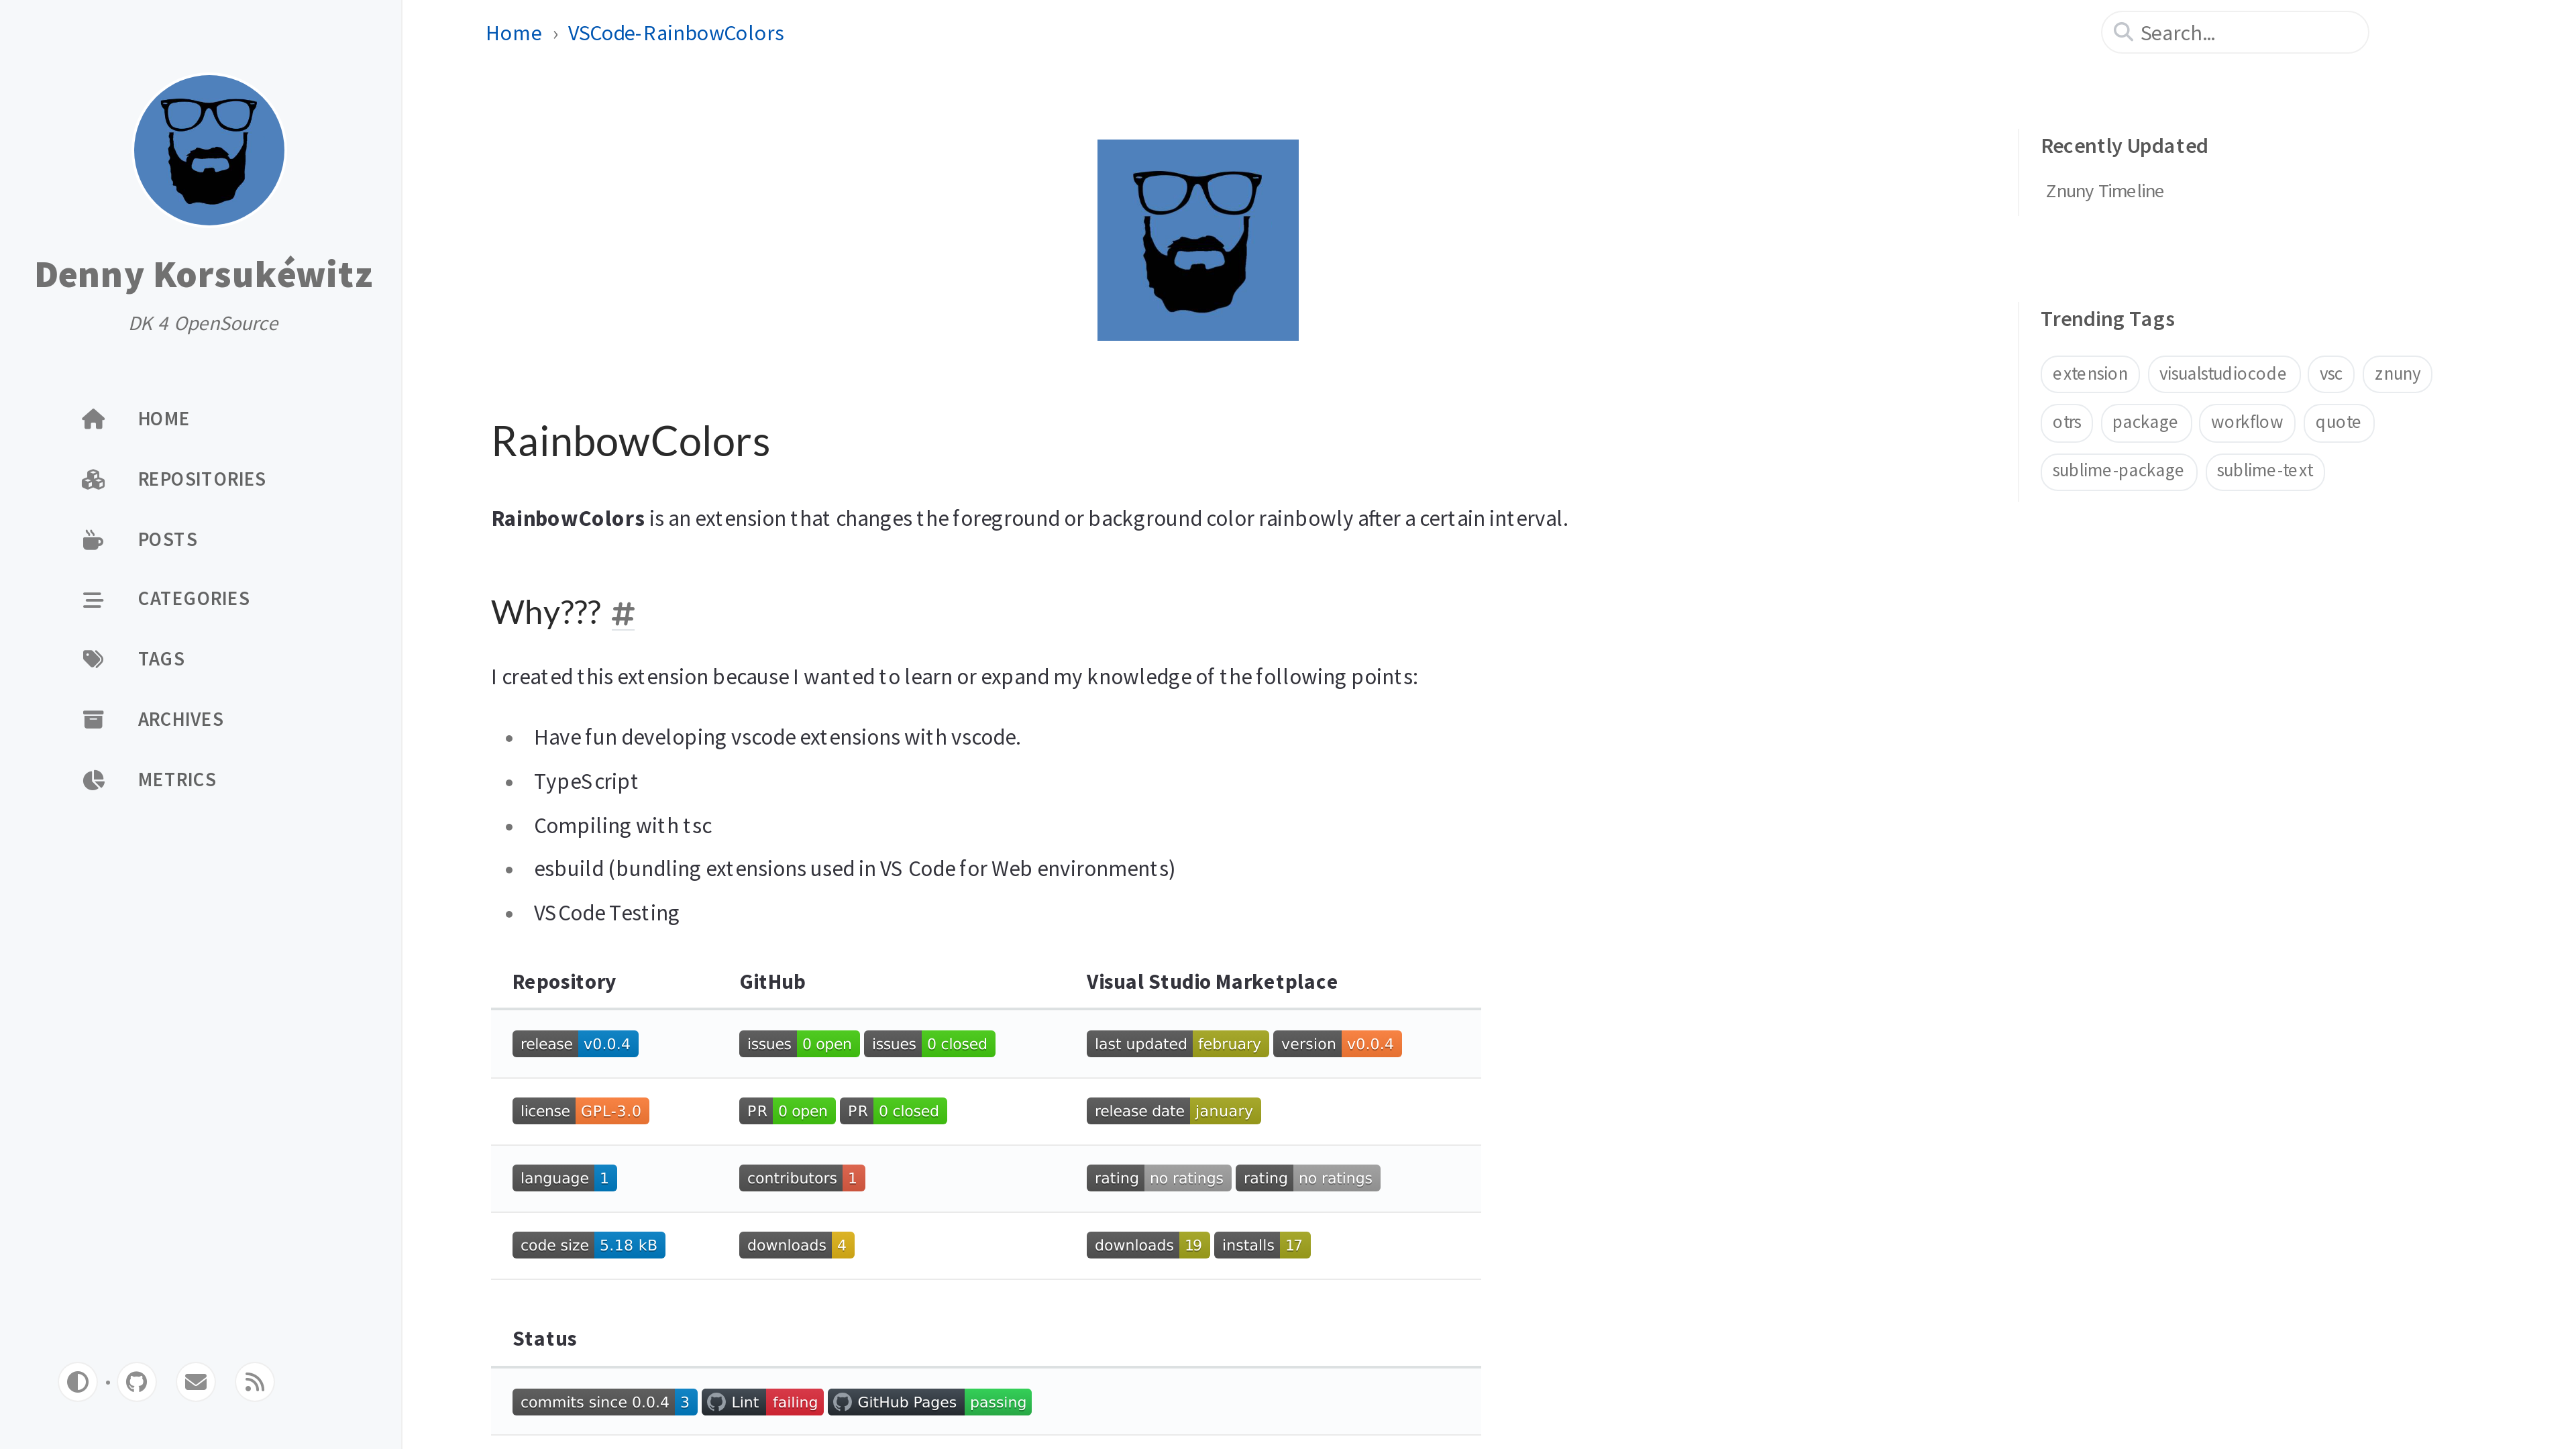 Denny Korsukéwitz
DK 4 OpenSource
HOME
REPOSITORIES
POSTS
CATEGORIES
TAGS
ARCHIVES
METRICS
Home › VSCode-RainbowColors
Search...
RainbowColors
RainbowColors is an extension that changes the foreground or background color rainbowly after a certain interval.
Why??? #
I created this extension because I wanted to learn or expand my knowledge of the following points:
• Have fun developing vscode extensions with vscode.
• TypeScript
• Compiling with tsc
• esbuild (bundling extensions used in VS Code for Web environments)
• VSCode Testing
Repository GitHub Visual Studio Marketplace
release v0.0.4 issues 0 open issues 0 closed last updated february version v0.0.4
license GPL-3.0 PR 0 open PR 0 closed release date january
language 1 contributors 1 rating no ratings rating no ratings
code size 5.18 kB downloads 4 downloads 19 installs 17
Status
commits since 0.0.4 3 Lint failing GitHub Pages passing
Recently Updated
Znuny Timeline
Trending Tags
extension visualstudiocode vsc znuny
otrs package workflow quote
sublime-package sublime-text